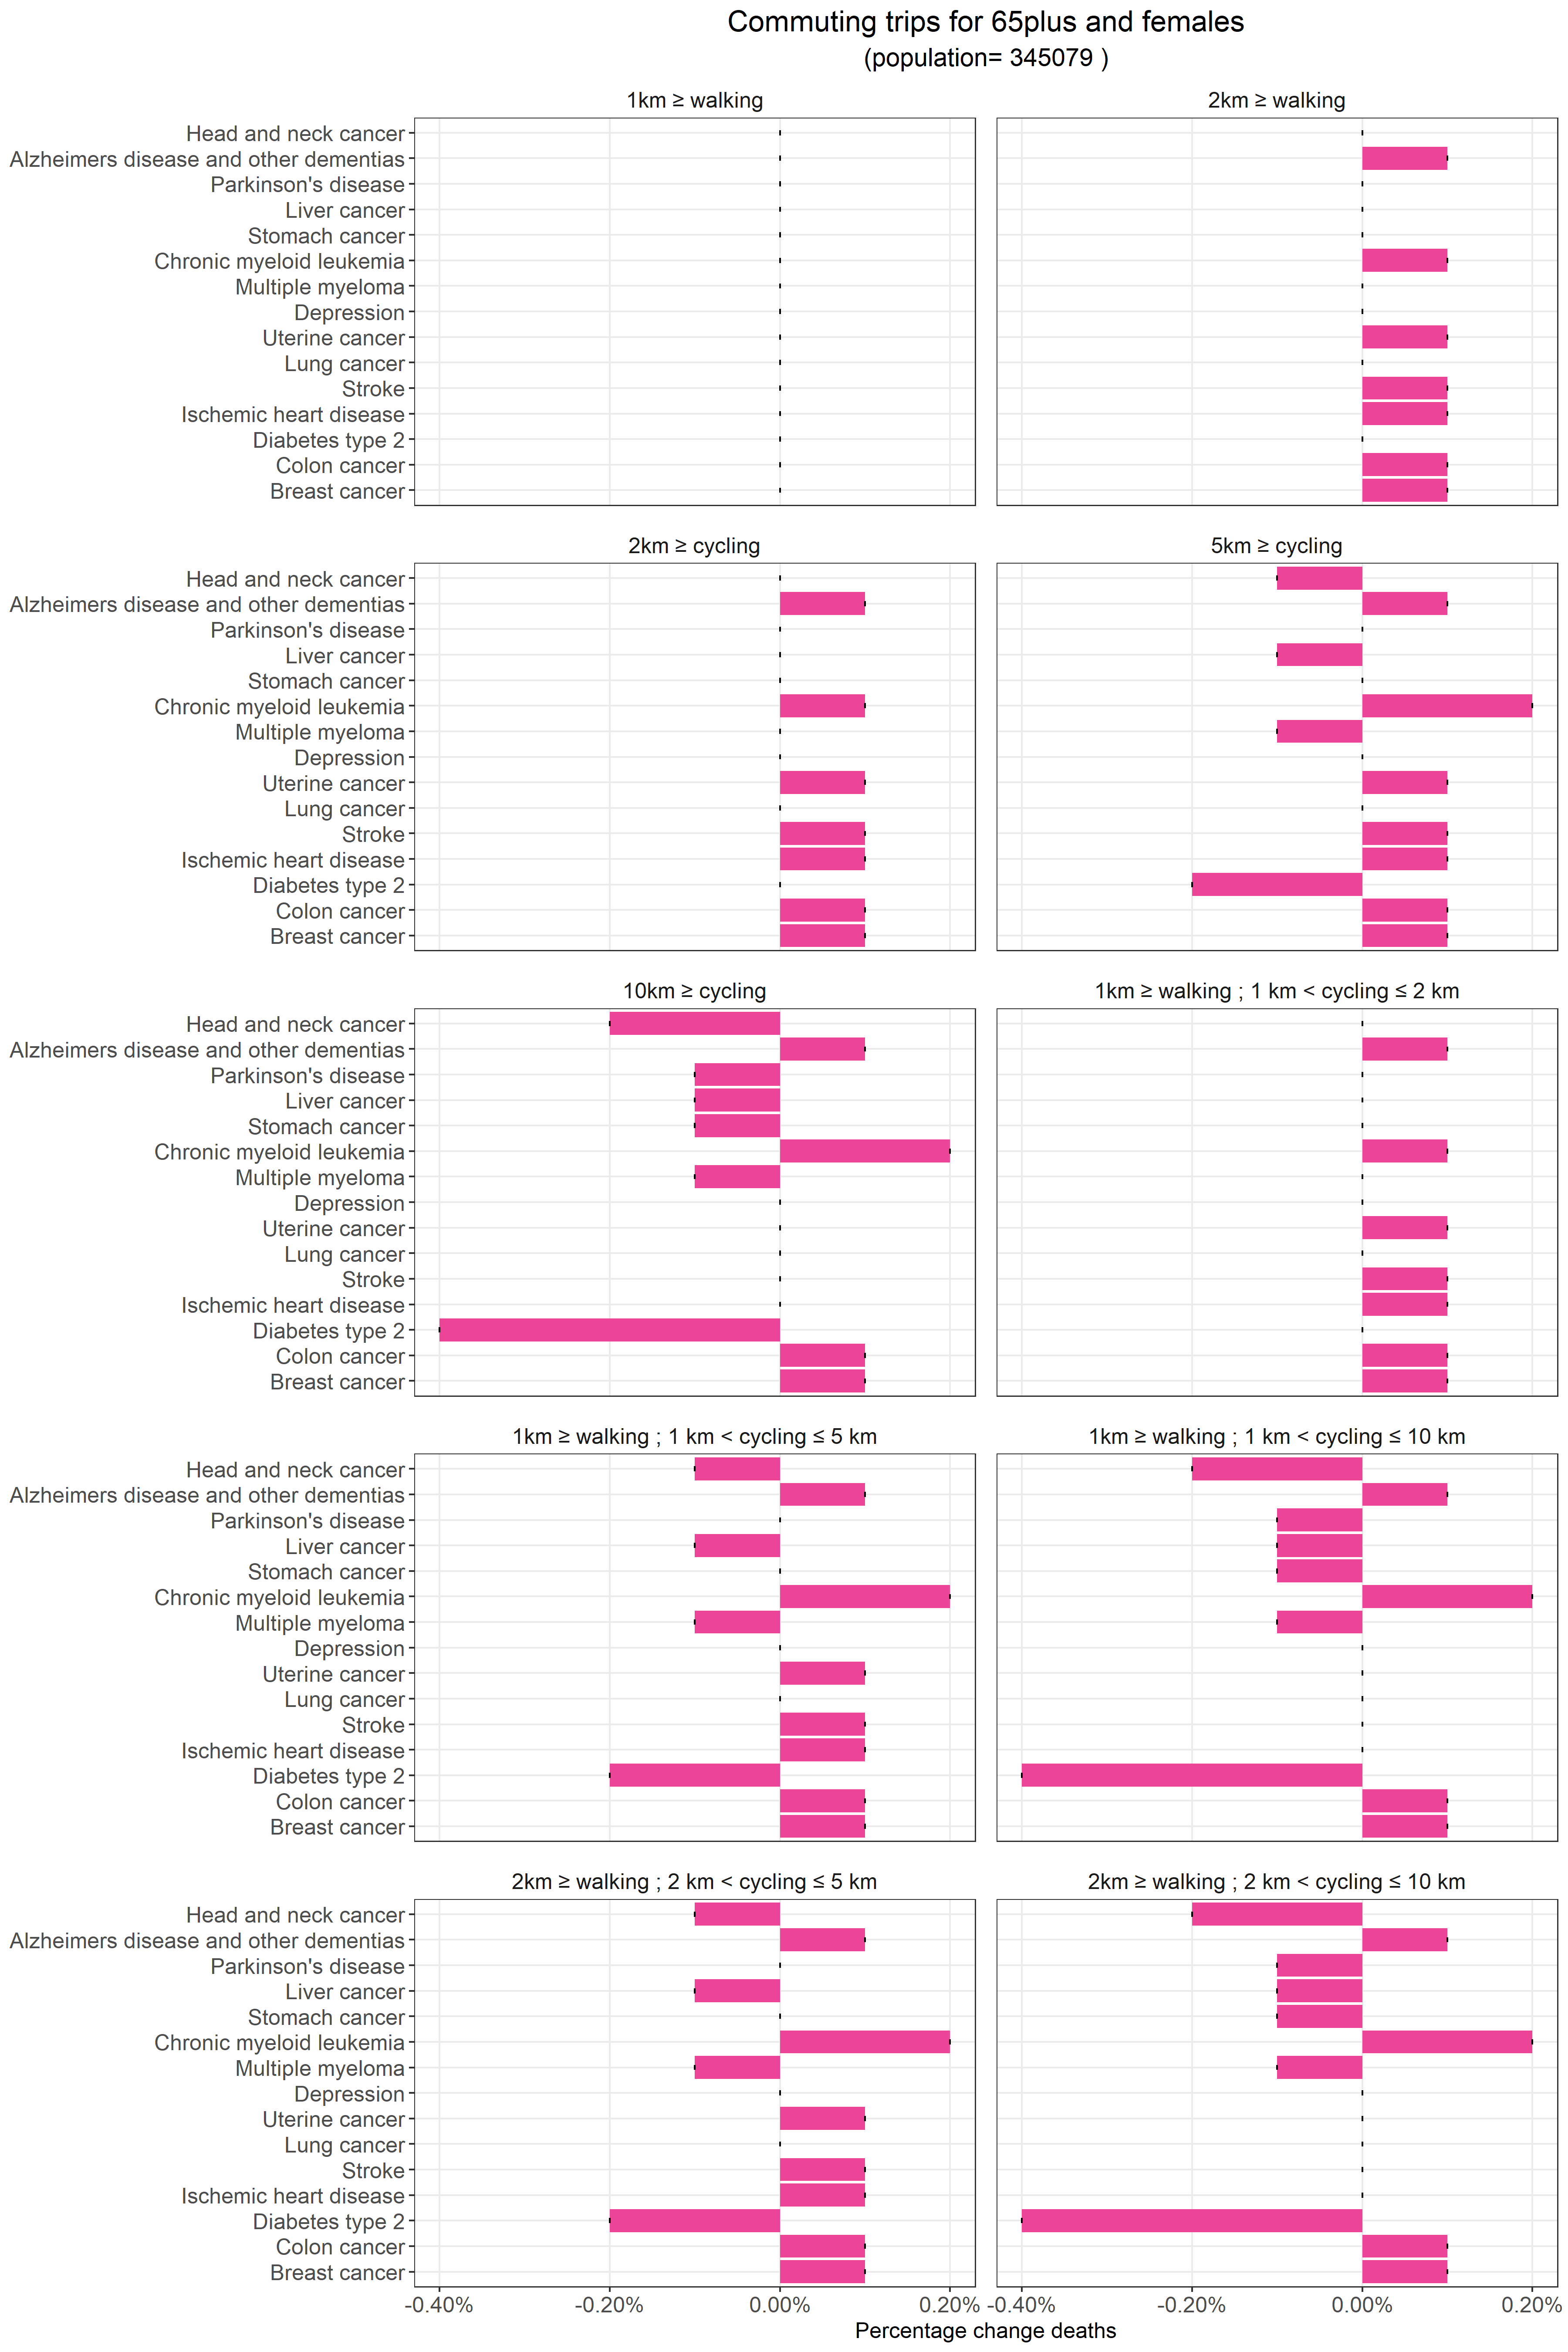 Commuting trips for 65plus and females
(population= 345079 )
1km ≥ walking
2km ≥ walking
Head and neck cancer
Alzheimers disease and other dementias
Parkinson's disease
Liver cancer
Stomach cancer
Chronic myeloid leukemia
Multiple myeloma
Depression
Uterine cancer
Lung cancer
Stroke
Ischemic heart disease
Diabetes type 2
Colon cancer
Breast cancer
2km ≥ cycling
5km ≥ cycling
Head and neck cancer
Alzheimers disease and other dementias
Parkinson's disease
Liver cancer
Stomach cancer
Chronic myeloid leukemia
Multiple myeloma
Depression
Uterine cancer
Lung cancer
Stroke
Ischemic heart disease
Diabetes type 2
Colon cancer
Breast cancer
10km ≥ cycling
1km ≥ walking ; 1 km < cycling ≤ 2 km
Head and neck cancer
Alzheimers disease and other dementias
Parkinson's disease
Liver cancer
Stomach cancer
Chronic myeloid leukemia
Multiple myeloma
Depression
Uterine cancer
Lung cancer
Stroke
Ischemic heart disease
Diabetes type 2
Colon cancer
Breast cancer
1km ≥ walking ; 1 km < cycling ≤ 5 km
1km ≥ walking ; 1 km < cycling ≤ 10 km
Head and neck cancer
Alzheimers disease and other dementias
Parkinson's disease
Liver cancer
Stomach cancer
Chronic myeloid leukemia
Multiple myeloma
Depression
Uterine cancer
Lung cancer
Stroke
Ischemic heart disease
Diabetes type 2
Colon cancer
Breast cancer
2km ≥ walking ; 2 km < cycling ≤ 5 km
2km ≥ walking ; 2 km < cycling ≤ 10 km
Head and neck cancer
Alzheimers disease and other dementias
Parkinson's disease
Liver cancer
Stomach cancer
Chronic myeloid leukemia
Multiple myeloma
Depression
Uterine cancer
Lung cancer
Stroke
Ischemic heart disease
Diabetes type 2
Colon cancer
Breast cancer
-0.40% -0.20% 0.00% 0.20% -0.40% -0.20% 0.00% 0.20%
Percentage change deaths